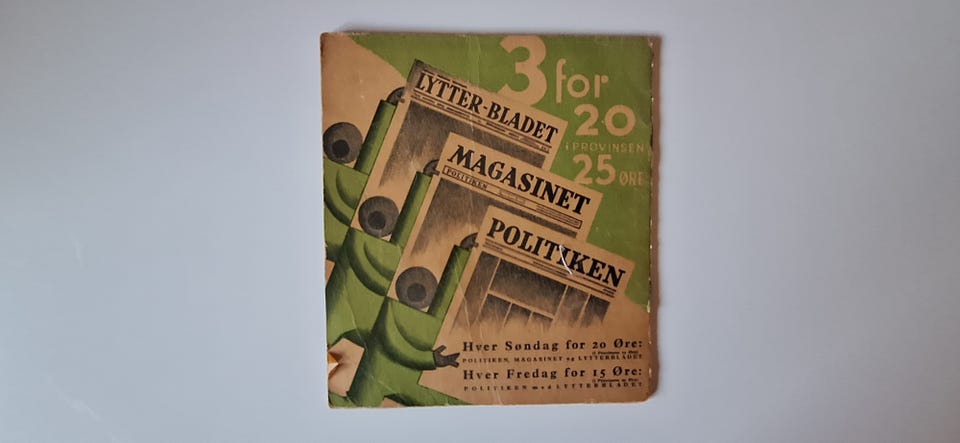 3 for
20
i PROVINSEN
25 ØRE
LYTTER-BLADET
MAGASINET
POLITIKEN
POLITIKEN
Hver Søndag for 20 Øre:
POLITIKEN, MAGASINET og LYTTERBLADET
Hver Fredag for 15 Øre:
POLITIKEN med LYTTERBLADET